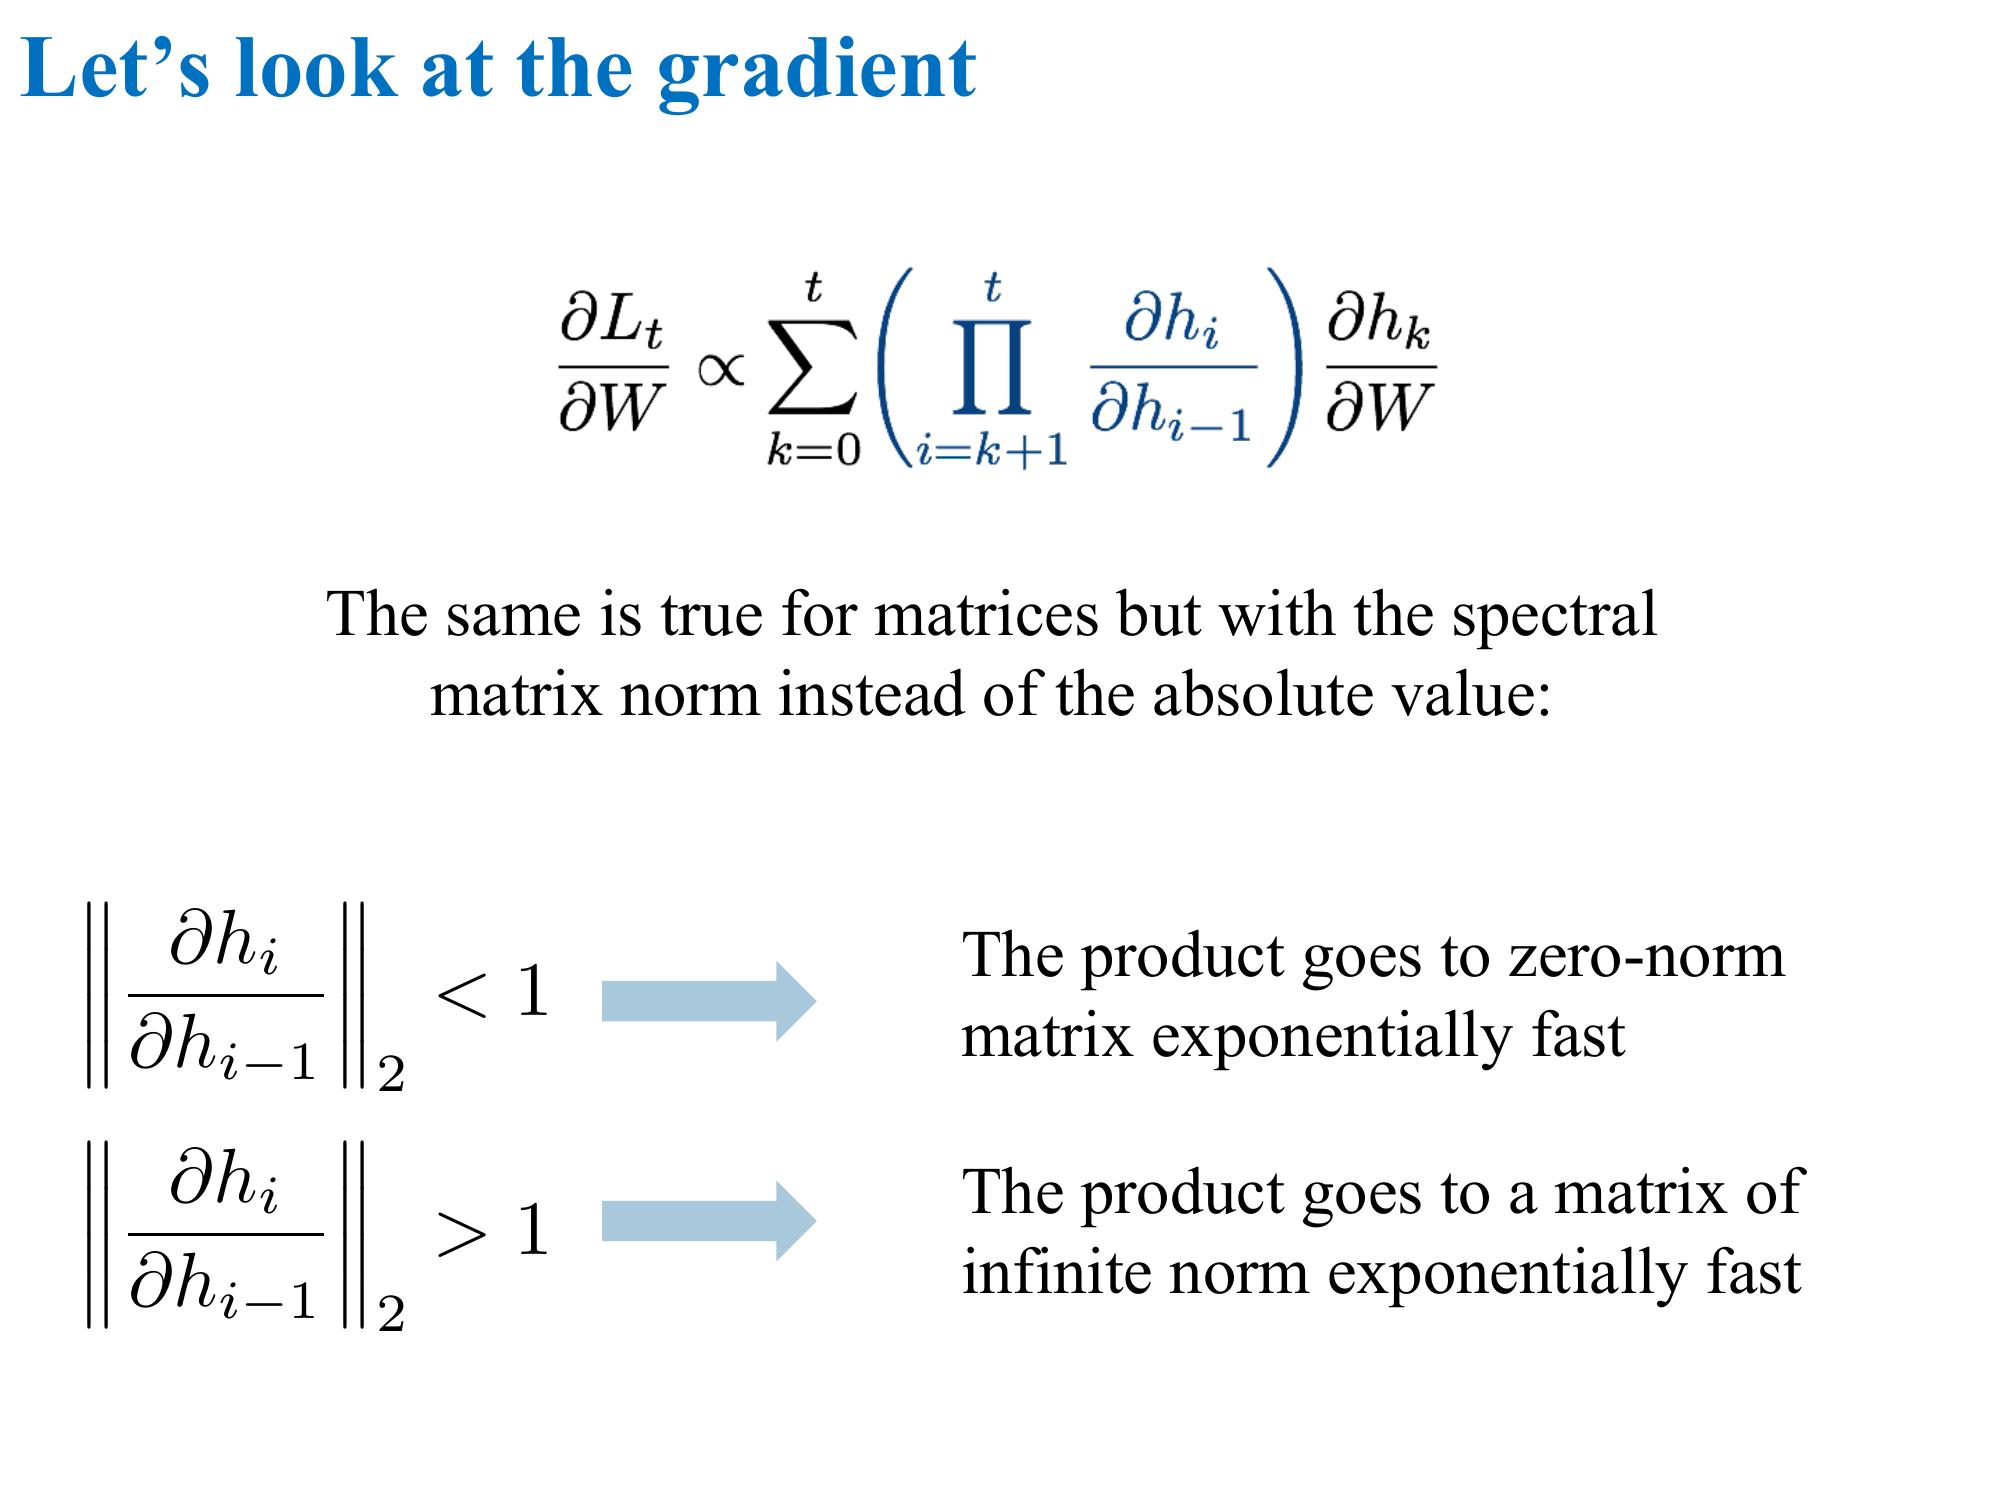 Let’s look at the gradient
\frac{\partial L_t}{\partial W} \propto \sum_{k=0}^{t} \left( \prod_{i=k+1}^{t} \frac{\partial h_i}{\partial h_{i-1}} \right) \frac{\partial h_k}{\partial W}
The same is true for matrices but with the spectral
matrix norm instead of the absolute value:
\left\| \frac{\partial h_i}{\partial h_{i-1}} \right\|_2 < 1
The product goes to zero-norm
matrix exponentially fast
\left\| \frac{\partial h_i}{\partial h_{i-1}} \right\|_2 > 1
The product goes to a matrix of
infinite norm exponentially fast